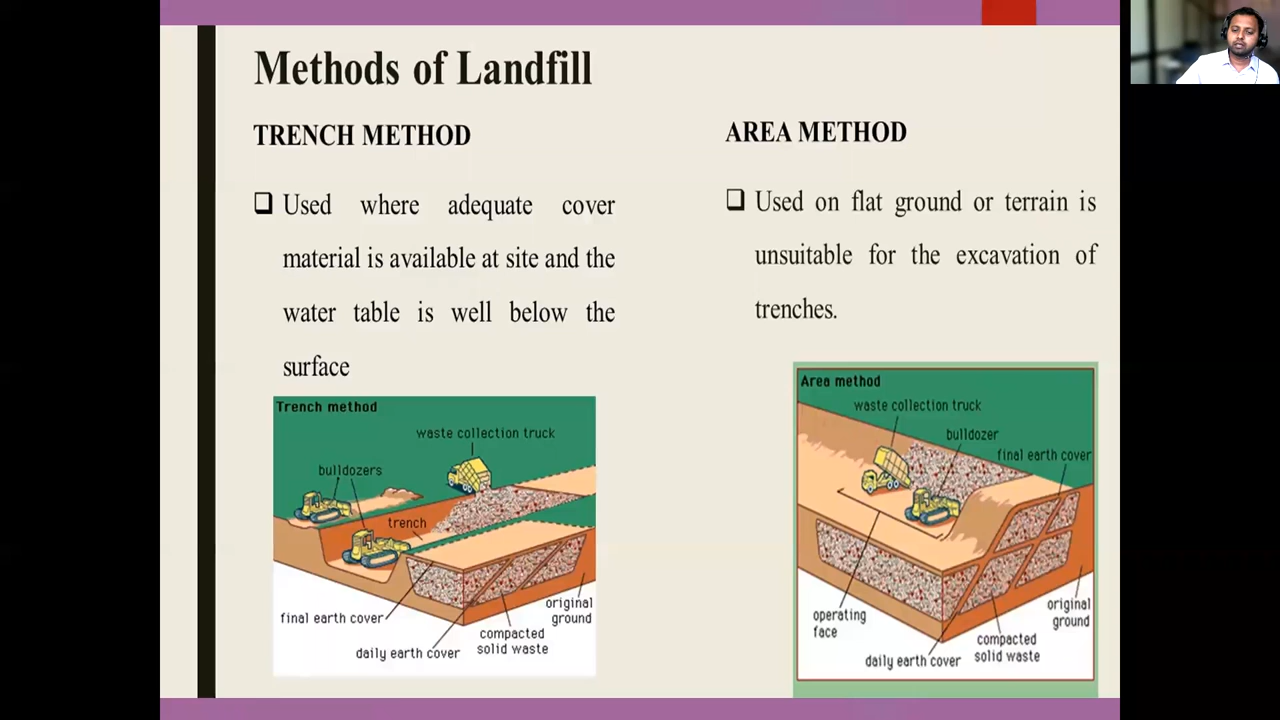 Methods of Landfill
TRENCH METHOD
❑ Used where adequate cover
material is available at site and the
water table is well below the
surface
Trench method
waste collection truck
bulldozers
trench
final earth cover
original
ground
compacted
solid waste
daily earth cover
AREA METHOD
❑ Used on flat ground or terrain is
unsuitable for the excavation of
trenches.
Area method
waste collection truck
bulldozer
final earth cover
operating
face
original
ground
compacted
solid waste
daily earth cover